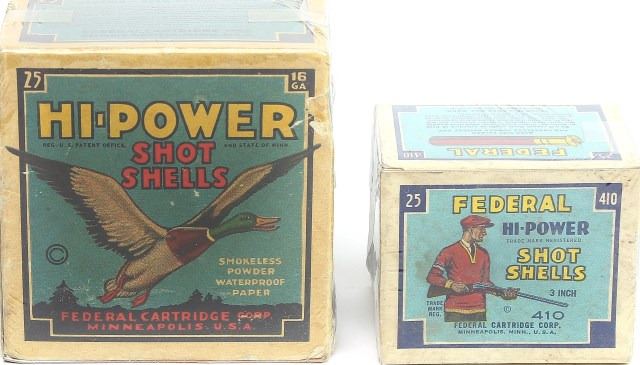 25 16
GA
HI-POWER
REG. U.S. PATENT OFFICE. AND STATE OF MINN.
SHOT
SHELLS
©
SMOKELESS
POWDER
WATERPROOF
PAPER
FEDERAL CARTRIDGE CORP.
MINNEAPOLIS. U.S.A.
410 FEDERAL 25
25 FEDERAL 410
HI-POWER
TRADE MARK REGISTERED
SHOT
SHELLS
3 INCH
TRADE
MARK
REG.
© 410
FEDERAL CARTRIDGE CORP.
MINNEAPOLIS, MINN., U.S.A.